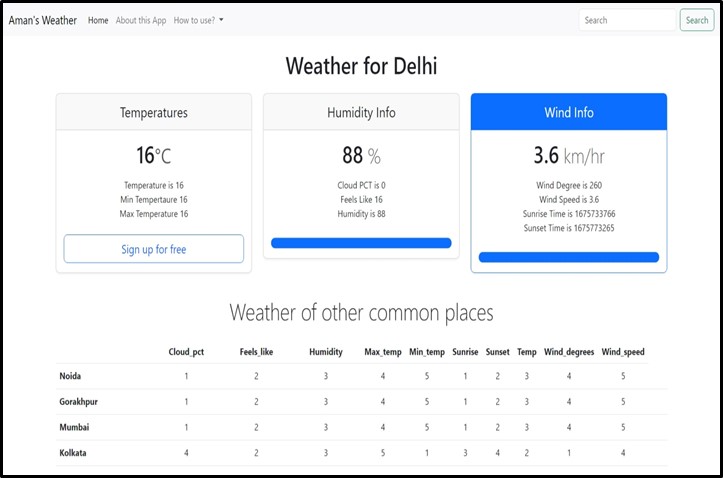 Aman's Weather Home About this App How to use? Search Search
Weather for Delhi
Temperatures
16°C
Temperature is 16
Min Tempertaure 16
Max Temperature 16
Sign up for free
Humidity Info
88 %
Cloud PCT is 0
Feels Like 16
Humidity is 88
Wind Info
3.6 km/hr
Wind Degree is 260
Wind Speed is 3.6
Sunrise Time is 1675733766
Sunset Time is 1675773265
Weather of other common places
Cloud_pct Feels_like Humidity Max_temp Min_temp Sunrise Sunset Temp Wind_degrees Wind_speed
Noida 1 2 3 4 5 1 2 3 4 5
Gorakhpur 1 2 3 4 5 1 2 3 4 5
Mumbai 1 2 3 4 5 1 2 3 4 5
Kolkata 4 2 3 5 1 3 4 2 1 4